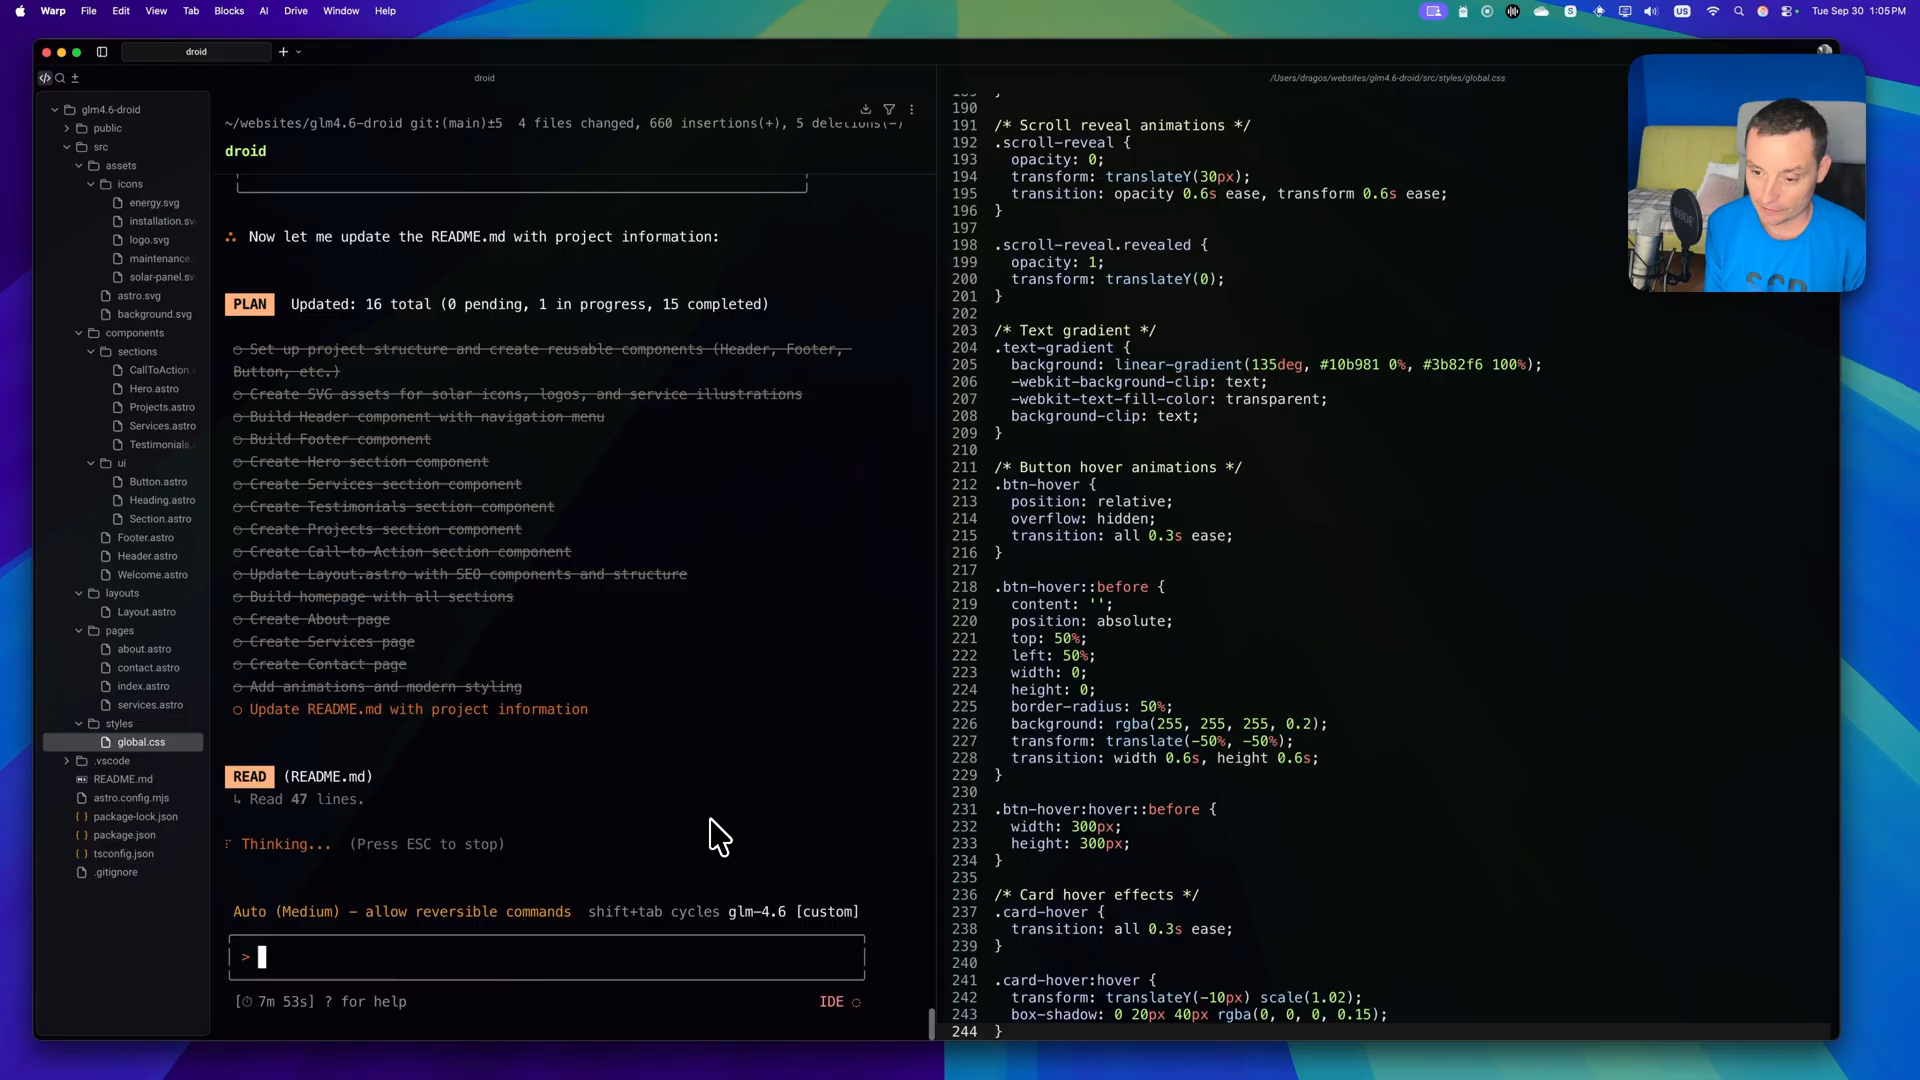 Warp File Edit View Tab Blocks AI Drive Window Help
US
Tue Sep 30 1:05 PM
droid
droid
/Users/dragos/websites/glm4.6-droid/src/styles/global.css
glm4.6-droid
public
src
assets
icons
energy.svg
installation.sv
logo.svg
maintenance.
solar-panel.sv
astro.svg
background.svg
components
sections
CallToAction.
Hero.astro
Projects.astro
Services.astro
Testimonials.
ui
Button.astro
Heading.astro
Section.astro
Footer.astro
Header.astro
Welcome.astro
layouts
Layout.astro
pages
about.astro
contact.astro
index.astro
services.astro
styles
global.css
.vscode
README.md
astro.config.mjs
package-lock.json
package.json
tsconfig.json
.gitignore
~/websites/glm4.6-droid git:(main)±5 4 files changed, 660 insertions(+), 5 deletions(-)
droid
Now let me update the README.md with project information:
PLAN Updated: 16 total (0 pending, 1 in progress, 15 completed)
○ Set up project structure and create reusable components (Header, Footer,
Button, etc.)
○ Create SVG assets for solar icons, logos, and service illustrations
○ Build Header component with navigation menu
○ Build Footer component
○ Create Hero section component
○ Create Services section component
○ Create Testimonials section component
○ Create Projects section component
○ Create Call-to-Action section component
○ Update Layout.astro with SEO components and structure
○ Build homepage with all sections
○ Create About page
○ Create Services page
○ Create Contact page
○ Add animations and modern styling
○ Update README.md with project information
READ (README.md)
↳ Read 47 lines.
Thinking... (Press ESC to stop)
Auto (Medium) - allow reversible commands shift+tab cycles glm-4.6 [custom]
>
[⏱ 7m 53s] ? for help
IDE
189 }
190
191 /* Scroll reveal animations */
192 .scroll-reveal {
193 opacity: 0;
194 transform: translateY(30px);
195 transition: opacity 0.6s ease, transform 0.6s ease;
196 }
197
198 .scroll-reveal.revealed {
199 opacity: 1;
200 transform: translateY(0);
201 }
202
203 /* Text gradient */
204 .text-gradient {
205 background: linear-gradient(135deg, #10b981 0%, #3b82f6 100%);
206 -webkit-background-clip: text;
207 -webkit-text-fill-color: transparent;
208 background-clip: text;
209 }
210
211 /* Button hover animations */
212 .btn-hover {
213 position: relative;
214 overflow: hidden;
215 transition: all 0.3s ease;
216 }
217
218 .btn-hover::before {
219 content: '';
220 position: absolute;
221 top: 50%;
222 left: 50%;
223 width: 0;
224 height: 0;
225 border-radius: 50%;
226 background: rgba(255, 255, 255, 0.2);
227 transform: translate(-50%, -50%);
228 transition: width 0.6s, height 0.6s;
229 }
230
231 .btn-hover:hover::before {
232 width: 300px;
233 height: 300px;
234 }
235
236 /* Card hover effects */
237 .card-hover {
238 transition: all 0.3s ease;
239 }
240
241 .card-hover:hover {
242 transform: translateY(-10px) scale(1.02);
243 box-shadow: 0 20px 40px rgba(0, 0, 0, 0.15);
244 }